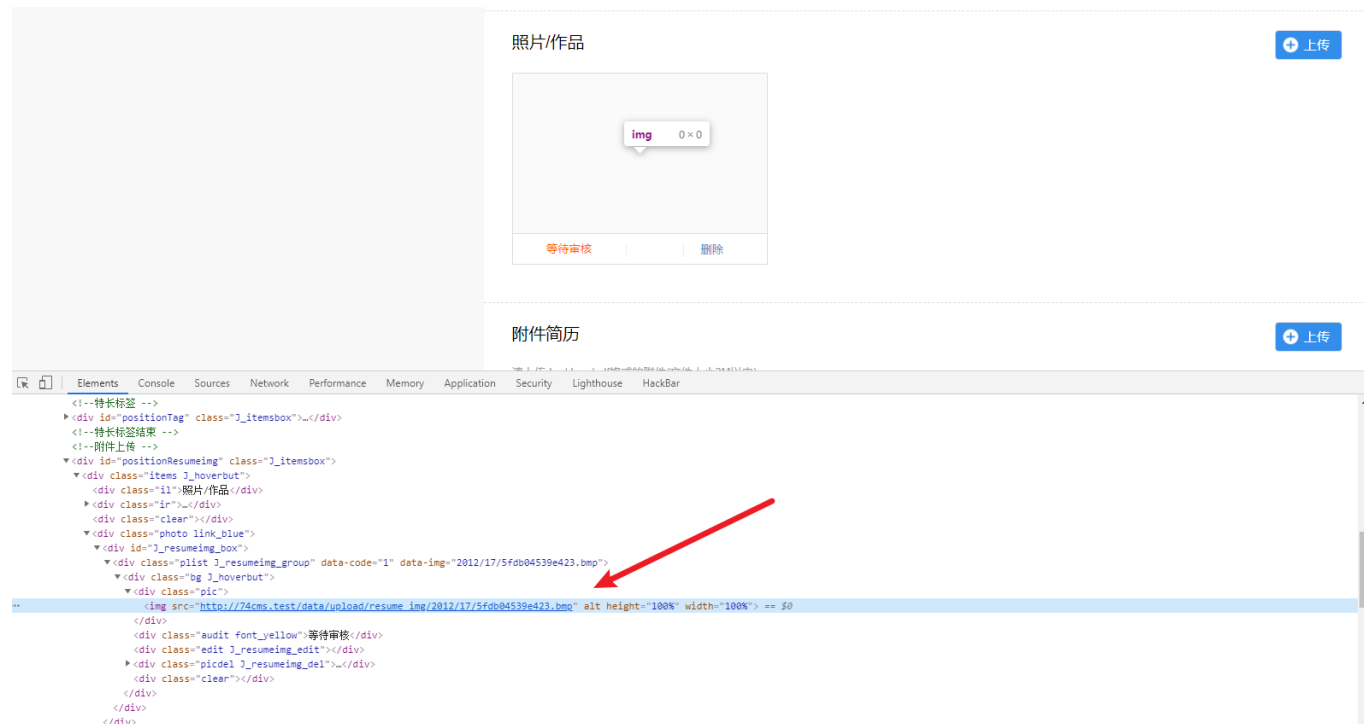 照片/作品
上传
img 0 × 0
等待审核
删除
附件简历
上传
Elements Console Sources Network Performance Memory Application Security Lighthouse HackBar
<!--特长标签 -->
▶<div id="positionTag" class="J_itemsbox">…</div>
<!--特长标签结束 -->
<!--附件上传 -->
▼<div id="positionResumeimg" class="J_itemsbox">
▼<div class="items J_hoverbut">
<div class="il">照片/作品</div>
▶<div class="ir">…</div>
<div class="clear"></div>
▼<div class="photo link_blue">
▼<div id="J_resumeimg_box">
▼<div class="plist J_resumeimg_group" data-code="1" data-img="2012/17/5fdb04539e423.bmp">
▼<div class="bg J_hoverbut">
▼<div class="pic">
… <img src="http://74cms.test/data/upload/resume_img/2012/17/5fdb04539e423.bmp" alt height="100%" width="100%"> == $0
</div>
<div class="audit font_yellow">等待审核</div>
<div class="edit J_resumeimg_edit"></div>
▶<div class="picdel J_resumeimg_del">…</div>
<div class="clear"></div>
</div>
</div>
</div>